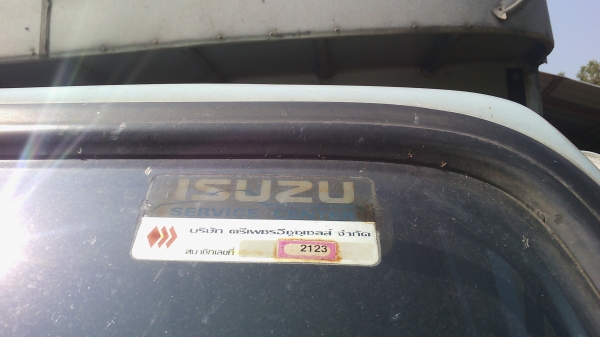 ISUZU
SERVICE
บริษัท ตรีเพชรอีซูซุเซลส์ จำกัด
สมาชิกเลขที่ 2123